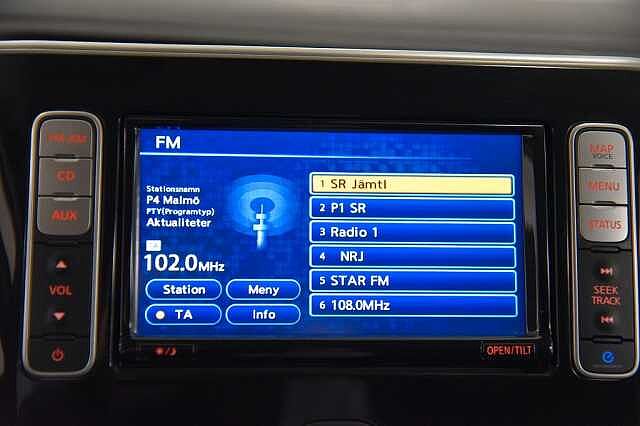 FM·AM
CD
AUX
VOL
FM
Stationsnamn
P4 Malmö
PTY(Programtyp)
Aktualiteter
TA
102.0MHz
Station
Meny
TA
Info
1 SR Jämtl
2 P1 SR
3 Radio 1
4 NRJ
5 STAR FM
6 108.0MHz
OPEN/TILT
MAP
VOICE
MENU
STATUS
SEEK
TRACK